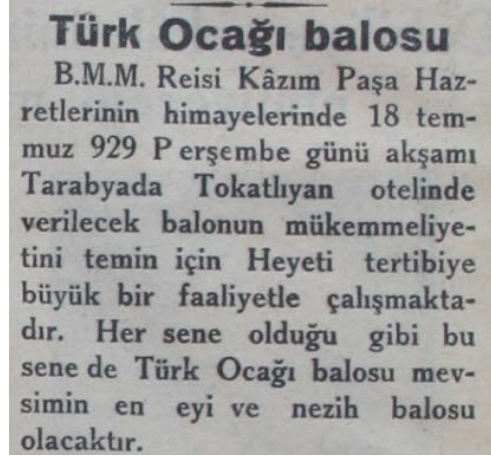 Türk Ocağı balosu
B.M.M. Reisi Kâzım Paşa Haz-
retlerinin himayelerinde 18 tem-
muz 929 Perşembe günü akşamı
Tarabyada Tokatlıyan otelinde
verilecek balonun mükemmeliye-
tini temin için Heyeti tertibiye
büyük bir faaliyetle çalışmakta-
dır. Her sene olduğu gibi bu
sene de Türk Ocağı balosu mev-
simin en eyi ve nezih balosu
olacaktır.